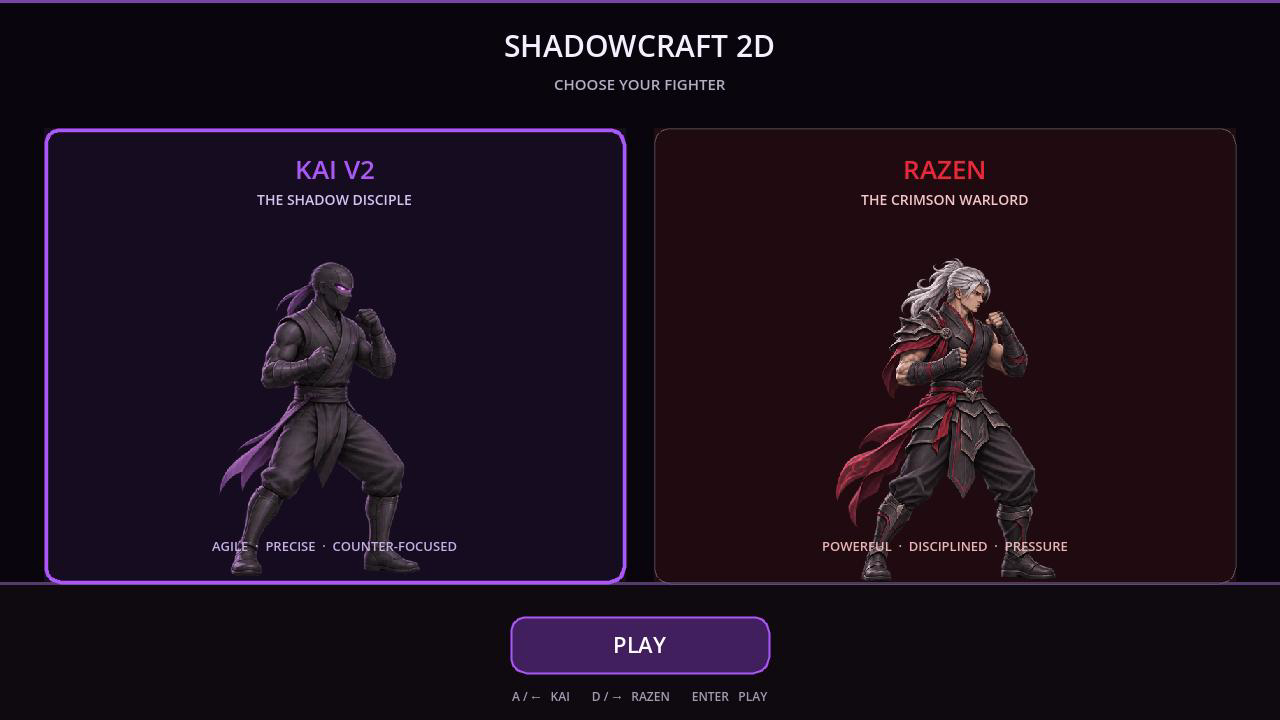 SHADOWCRAFT 2D
CHOOSE YOUR FIGHTER
KAI V2
THE SHADOW DISCIPLE
AGILE · PRECISE · COUNTER-FOCUSED
RAZEN
THE CRIMSON WARLORD
POWERFUL · DISCIPLINED · PRESSURE
PLAY
A / ← KAI D / → RAZEN ENTER PLAY